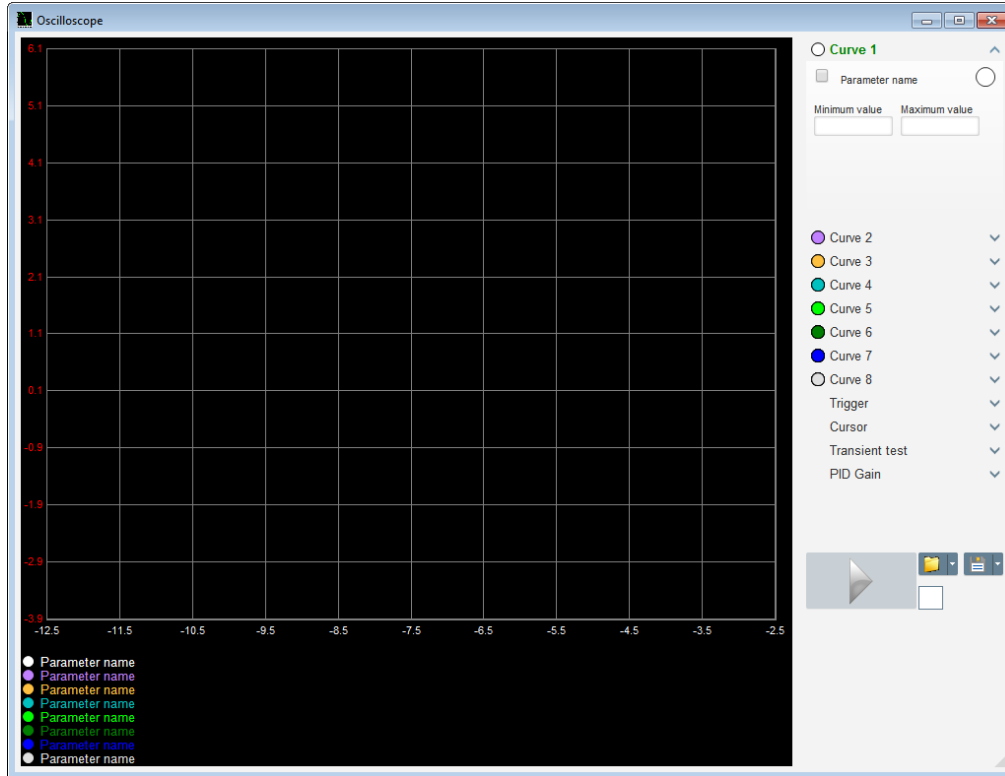 Oscilloscope
6.1
5.1
4.1
3.1
2.1
1.1
0.1
-0.9
-1.9
-2.9
-3.9
-12.5 -11.5 -10.5 -9.5 -8.5 -7.5 -6.5 -5.5 -4.5 -3.5 -2.5
Parameter name
Parameter name
Parameter name
Parameter name
Parameter name
Parameter name
Parameter name
Parameter name
Curve 1
Parameter name
Minimum value Maximum value
Curve 2
Curve 3
Curve 4
Curve 5
Curve 6
Curve 7
Curve 8
Trigger
Cursor
Transient test
PID Gain